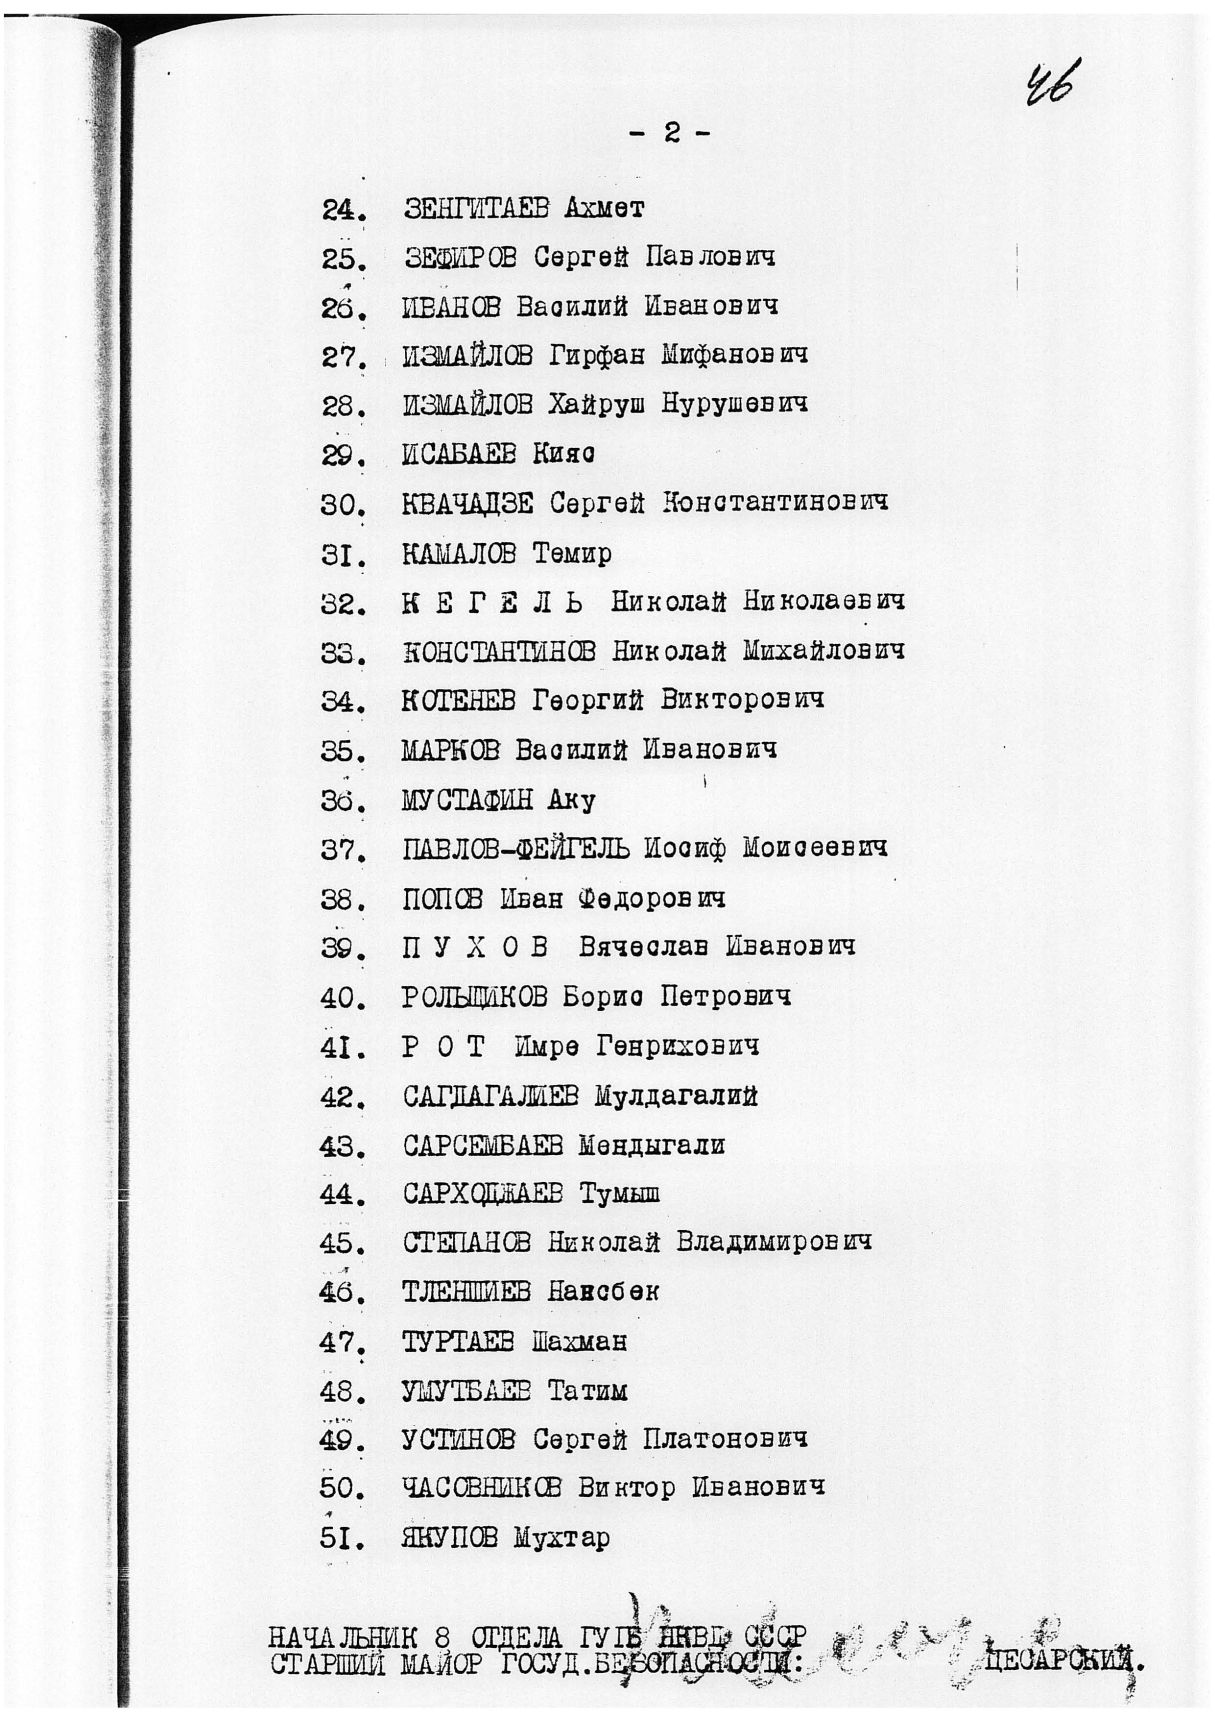 46
- 2 -
24. ЗЕНГИТАЕВ Ахмет
25. ЗЕФИРОВ Сергей Павлович
26. ИВАНОВ Василий Иванович
27. ИЗМАЙЛОВ Гирфан Мифанович
28. ИЗМАЙЛОВ Хайруш Нурушевич
29. ИСАБАЕВ Кияс
30. КВАЧАДЗЕ Сергей Константинович
31. КАМАЛОВ Темир
32. К Е Г Е Л Ь Николай Николаевич
33. КОНСТАНТИНОВ Николай Михайлович
34. КОТЕНЕВ Георгий Викторович
35. МАРКОВ Василий Иванович
36. МУСТАФИН Аку
37. ПАВЛОВ-ФЕЙГЕЛЬ Иосиф Моисеевич
38. ПОПОВ Иван Федорович
39. П У Х О В Вячеслав Иванович
40. РОЛЬЩИКОВ Борис Петрович
41. Р О Т Имре Генрихович
42. САГДАГАЛИЕВ Мулдагалий
43. САРСЕМБАЕВ Мендыгали
44. САРХОДЖАЕВ Тумыш
45. СТЕПАНОВ Николай Владимирович
46. ТЛЕНШИЕВ Навсбек
47. ТУРТАЕВ Шахман
48. УМУТБАЕВ Татим
49. УСТИНОВ Сергей Платонович
50. ЧАСОВНИКОВ Виктор Иванович
51. ЯКУПОВ Мухтар
НАЧАЛЬНИК 8 ОТДЕЛА ГУГБ НКВД СССР
СТАРШИЙ МАЙОР ГОСУД.БЕЗОПАСНОСТИ: ЦЕСАРСКИЙ.